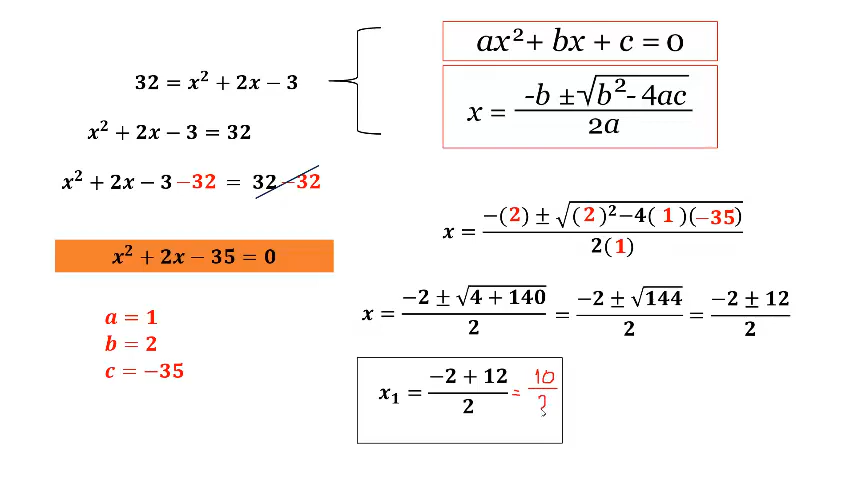 32 = x² + 2x − 3
x² + 2x − 3 = 32
x² + 2x − 3 −32 = 32 −32
x² + 2x − 35 = 0
a = 1
b = 2
c = −35
ax² + bx + c = 0
x = (-b ± √(b² - 4ac)) / 2a
x = (−(2) ± √((2)² −4(1)(−35))) / 2(1)
x = (−2 ± √(4 + 140)) / 2 = (−2 ± √144) / 2 = (−2 ± 12) / 2
x₁ = (−2 + 12) / 2 = 10 /